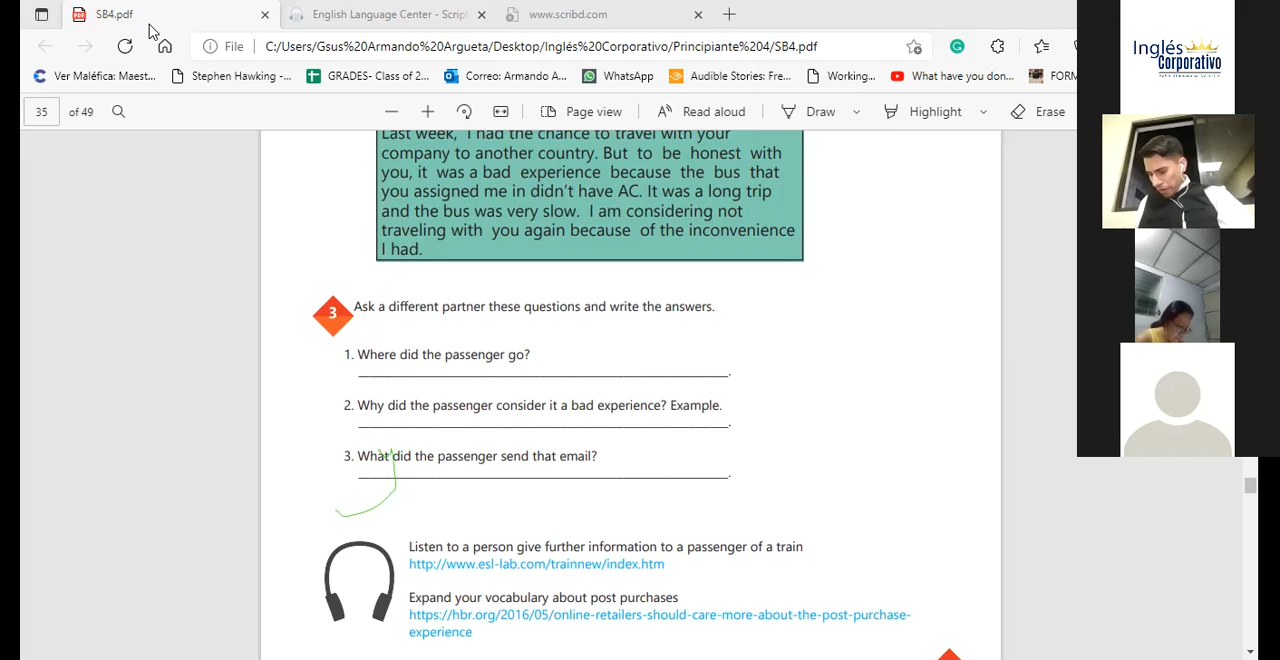 SB4.pdf
English Language Center - Script
www.scribd.com
File
C:/Users/Gsus%20Armando%20Argueta/Desktop/Inglés%20Corporativo/Principiante%204/SB4.pdf
Ver Maléfica: Maest...
Stephen Hawking -...
GRADES- Class of 2...
Correo: Armando A...
WhatsApp
Audible Stories: Fre...
Working...
What have you don...
FORM
35 of 49
Page view
Read aloud
Draw
Highlight
Erase
Last week, I had the chance to travel with your
company to another country. But to be honest with
you, it was a bad experience because the bus that
you assigned me in didn't have AC. It was a long trip
and the bus was very slow. I am considering not
traveling with you again because of the inconvenience
I had.
3 Ask a different partner these questions and write the answers.
1. Where did the passenger go?
2. Why did the passenger consider it a bad experience? Example.
3. What did the passenger send that email?
Listen to a person give further information to a passenger of a train
http://www.esl-lab.com/trainnew/index.htm
Expand your vocabulary about post purchases
https://hbr.org/2016/05/online-retailers-should-care-more-about-the-post-purchase-
experience
Inglés
Corporativo